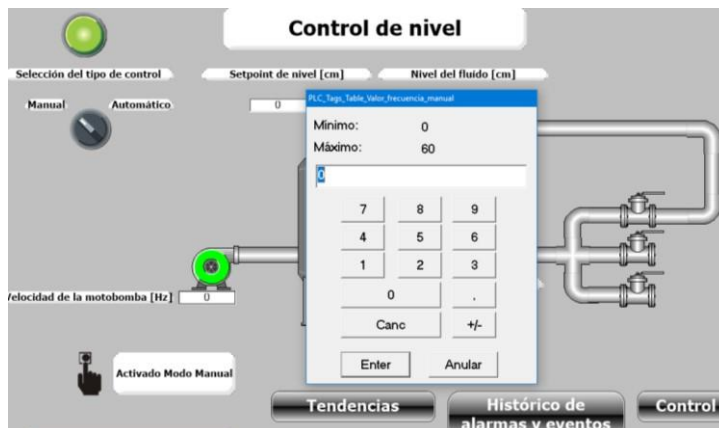 Control de nivel
Selección del tipo de control
Setpoint de nivel [cm]
Nivel del fluído [cm]
Manual
Automático
0
PLC_Tags_Table_Valor_frecuencia_manual
Mínimo: 0
Máximo: 60
0
7 8 9
4 5 6
1 2 3
0 .
Canc +/-
Enter Anular
Velocidad de la motobomba [Hz] 0
Activado Modo Manual
Tendencias
Histórico de
alarmas y eventos
Control